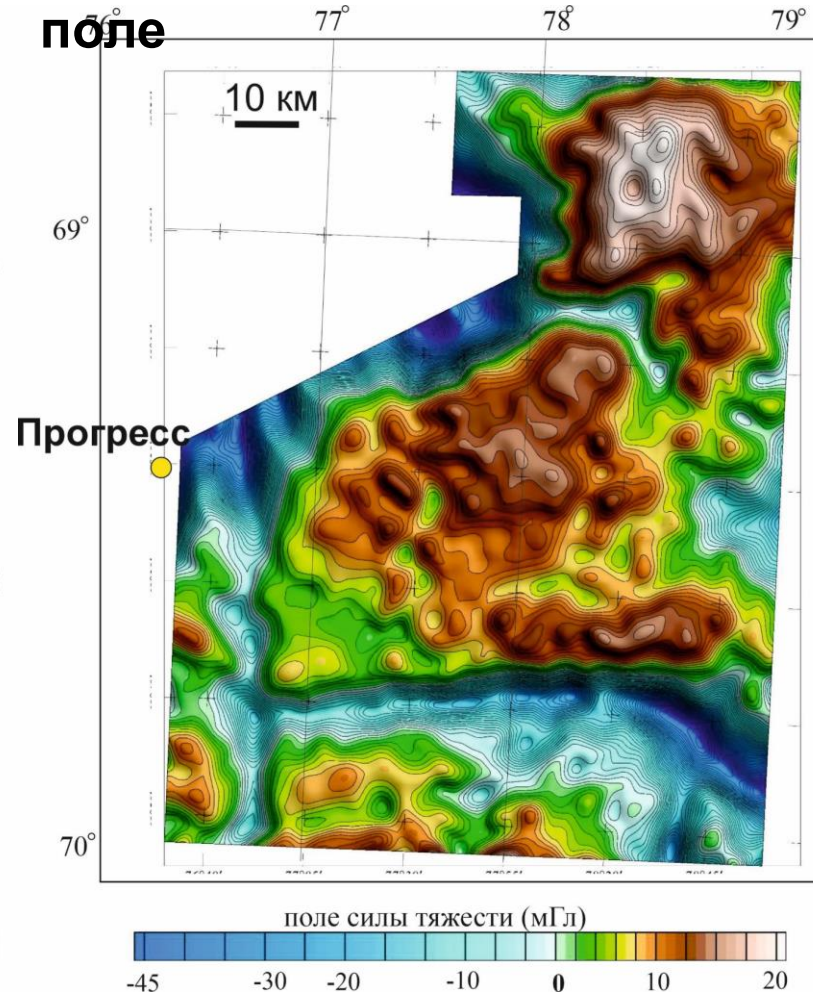 поле
76° 77° 78° 79°
10 км
69°
Прогресс
70°
поле силы тяжести (мГл)
-45 -30 -20 -10 0 10 20